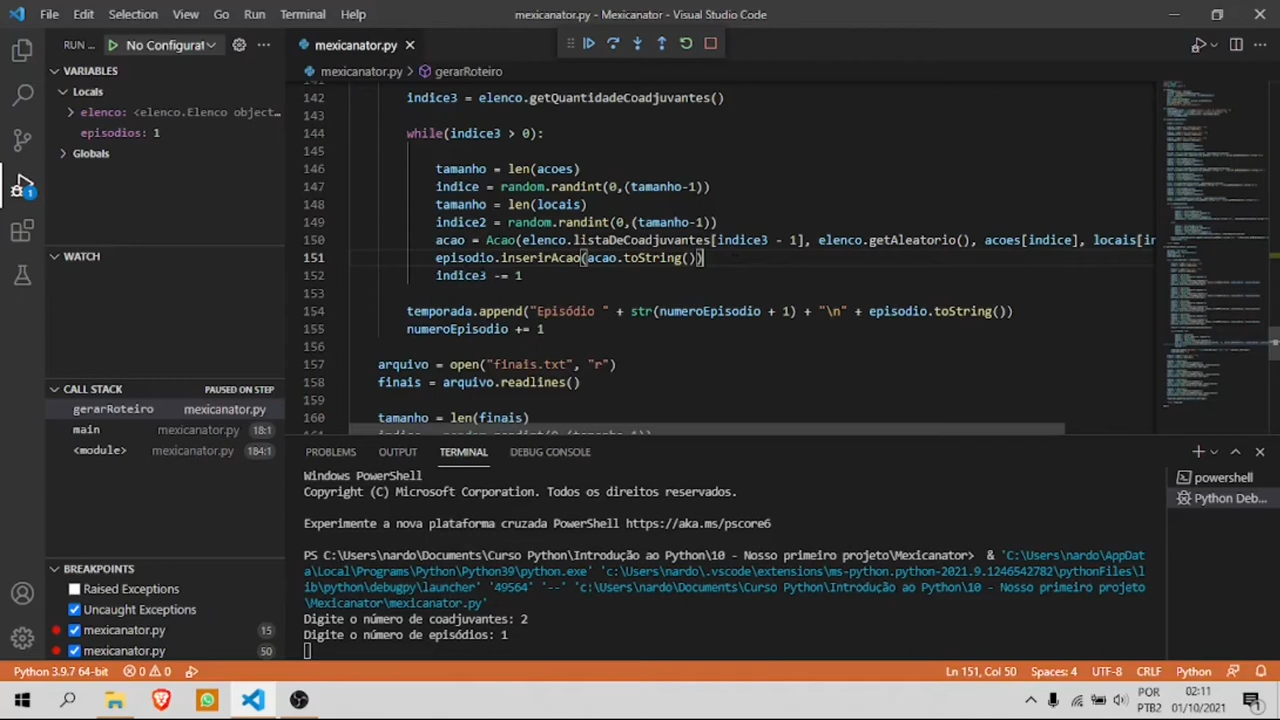 File Edit Selection View Go Run Terminal Help
mexicanator.py - Mexicanator - Visual Studio Code
RUN ... No Configurat
mexicanator.py
mexicanator.py > gerarRoteiro
VARIABLES
Locals
elenco: <elenco.Elenco object...
episodios: 1
Globals
WATCH
CALL STACK PAUSED ON STEP
gerarRoteiro mexicanator.py
main mexicanator.py 18:1
<module> mexicanator.py 184:1
BREAKPOINTS
Raised Exceptions
Uncaught Exceptions
mexicanator.py 15
mexicanator.py 50
142 indice3 = elenco.getQuantidadeCoadjuvantes()
143
144 while(indice3 > 0):
145
146 tamanho = len(acoes)
147 indice = random.randint(0,(tamanho-1))
148 tamanho = len(locais)
149 indice2 random.randint(0,(tamanho-1))
150 acao = Acao(elenco.listaDeCoadjuvantes[indice3 - 1], elenco.getAleatorio(), acoes[indice], locais[in
151 episodio.inserirAcao(acao.toString())
152 indice3 -= 1
153
154 temporada.append("Episódio " + str(numeroEpisodio + 1) + "\n" + episodio.toString())
155 numeroEpisodio += 1
156
157 arquivo = open("finais.txt", "r")
158 finais = arquivo.readlines()
159
160 tamanho = len(finais)
PROBLEMS OUTPUT TERMINAL DEBUG CONSOLE
powershell
Python Deb...
Windows PowerShell
Copyright (C) Microsoft Corporation. Todos os direitos reservados.
Experimente a nova plataforma cruzada PowerShell https://aka.ms/pscore6
PS C:\Users\nardo\Documents\Curso Python\Introdução ao Python\10 - Nosso primeiro projeto\Mexicanator> & 'C:\Users\nardo\AppDat
a\Local\Programs\Python\Python39\python.exe' 'c:\Users\nardo\.vscode\extensions\ms-python.python-2021.9.1246542782\pythonFiles\l
ib\python\debugpy\launcher' '49564' '--' 'c:\Users\nardo\Documents\Curso Python\Introdução ao Python\10 - Nosso primeiro projeto
\Mexicanator\mexicanator.py'
Digite o número de coadjuvantes: 2
Digite o número de episódios: 1
Python 3.9.7 64-bit 0 0 Ln 151, Col 50 Spaces: 4 UTF-8 CRLF Python
POR
PTB2
02:11
01/10/2021